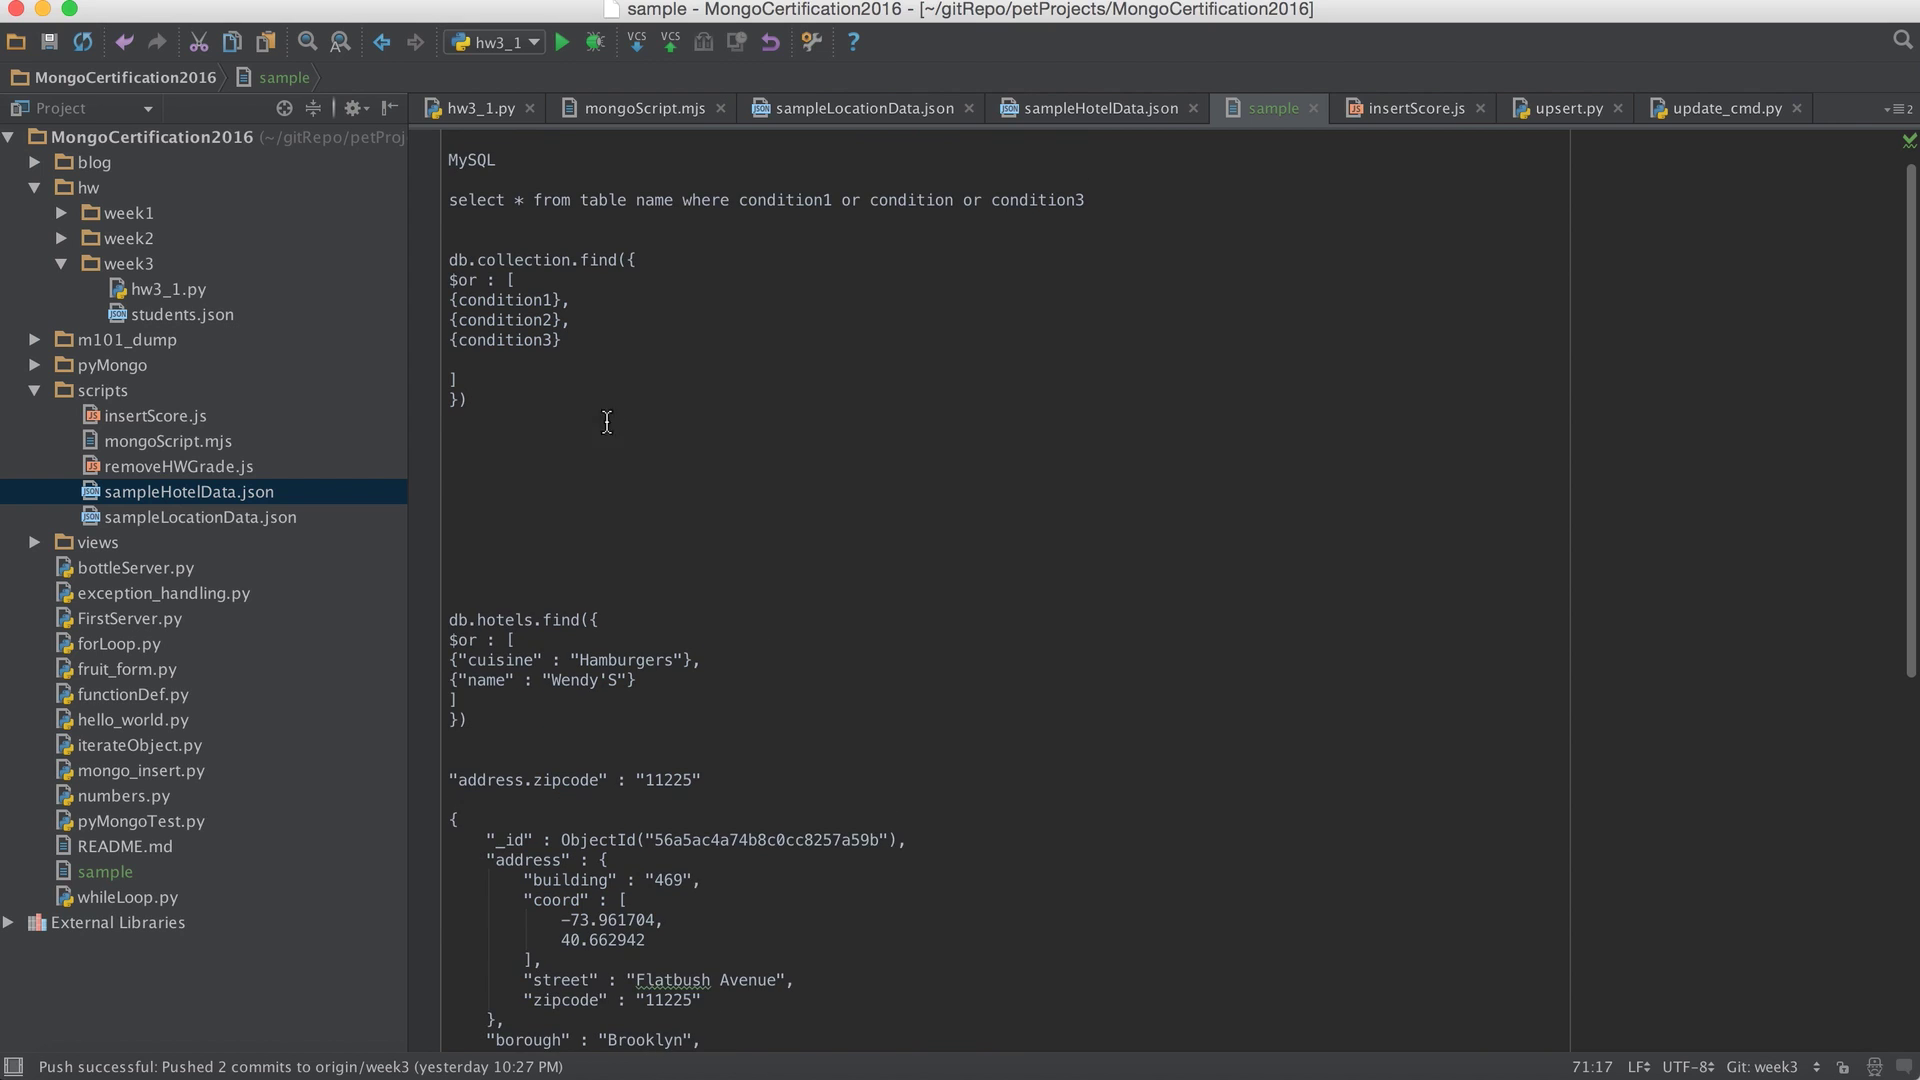 sample - MongoCertification2016 - [~/gitRepo/petProjects/MongoCertification2016]
hw3_1
VCS VCS
?
MongoCertification2016 sample
Project
hw3_1.py mongoScript.mjs sampleLocationData.json sampleHotelData.json sample insertScore.js upsert.py update_cmd.py
MongoCertification2016 (~/gitRepo/petProj
blog
hw
week1
week2
week3
hw3_1.py
students.json
m101_dump
pyMongo
scripts
insertScore.js
mongoScript.mjs
removeHWGrade.js
sampleHotelData.json
sampleLocationData.json
views
bottleServer.py
exception_handling.py
FirstServer.py
forLoop.py
fruit_form.py
functionDef.py
hello_world.py
iterateObject.py
mongo_insert.py
numbers.py
pyMongoTest.py
README.md
sample
whileLoop.py
External Libraries
MySQL
select * from table name where condition1 or condition or condition3
db.collection.find({
$or : [
{condition1},
{condition2},
{condition3}
]
})
db.hotels.find({
$or : [
{"cuisine" : "Hamburgers"},
{"name" : "Wendy'S"}
]
})
"address.zipcode" : "11225"
{
"_id" : ObjectId("56a5ac4a74b8c0cc8257a59b"),
"address" : {
"building" : "469",
"coord" : [
-73.961704,
40.662942
],
"street" : "Flatbush Avenue",
"zipcode" : "11225"
},
"borough" : "Brooklyn",
Push successful: Pushed 2 commits to origin/week3 (yesterday 10:27 PM)
71:17 LF UTF-8 Git: week3